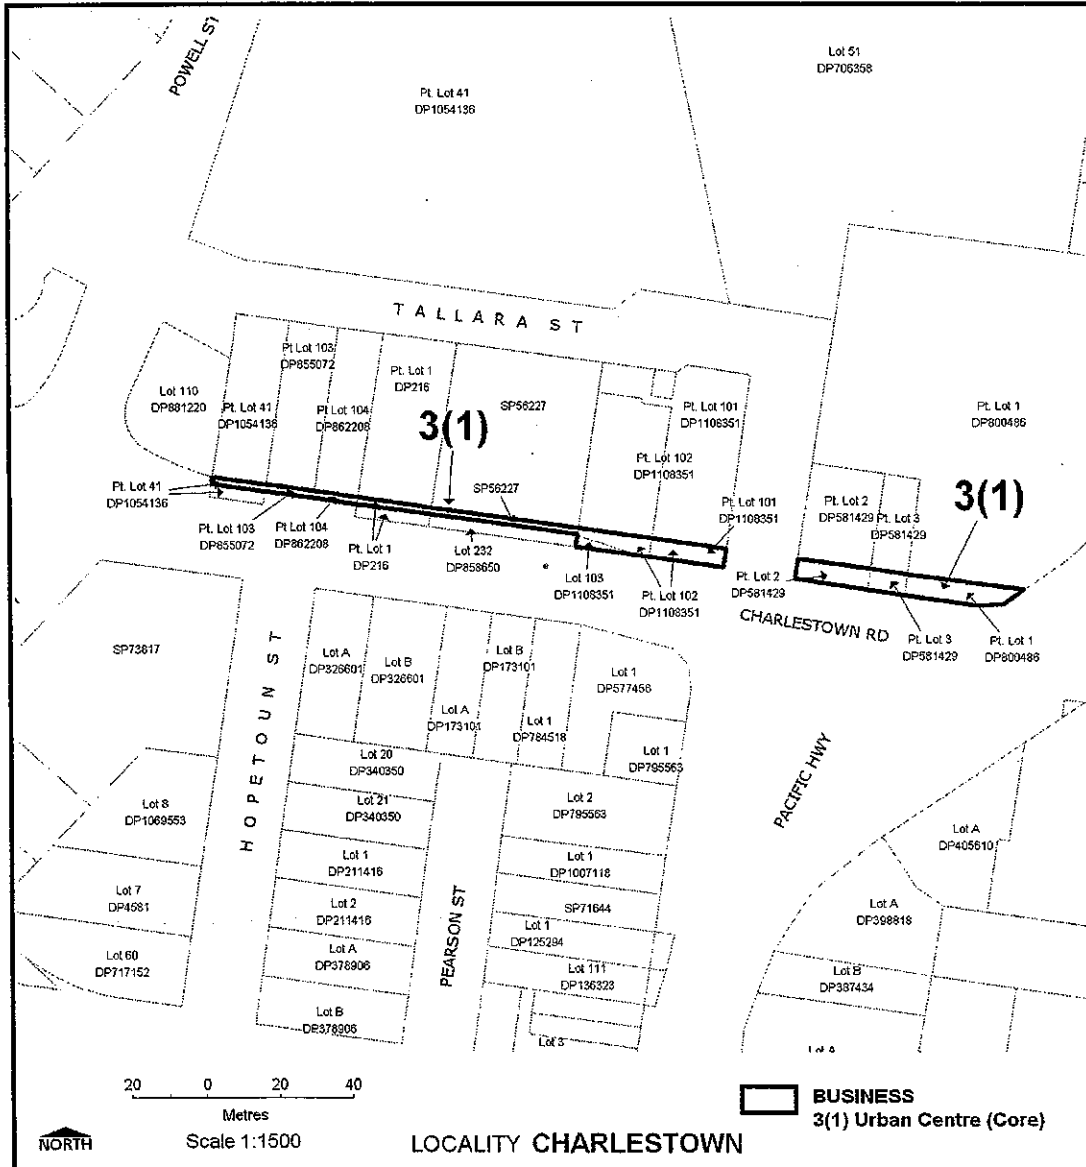 POWELL ST
Lot 51
DP706358
Pt. Lot 41
DP1054136
TALLARA ST
Pt Lot 103
DP855072
Pt. Lot 1
DP216
Lot 110
DP881220
Pt. Lot 41
DP1054136
Pt. Lot 104
DP862208
SP56227
Pt. Lot 101
DP1108351
Pt. Lot 1
DP800486
3(1)
Pt. Lot 102
DP1108351
Pt. Lot 41
DP1054136
SP56227
Pt. Lot 101
DP1108351
Pt. Lot 2
DP581429
Pt. Lot 3
DP581429
3(1)
Pt. Lot 103
DP855072
Pt Lot 104
DP862208
Pt. Lot 1
DP216
Lot 232
DP858650
Lot 103
DP1108351
Pt. Lot 102
DP1108351
Pt. Lot 2
DP581429
CHARLESTOWN RD
Pt. Lot 3
DP581429
Pt. Lot 1
DP800486
SP73817
HOPETOUN ST
Lot A
DP326601
Lot B
DP326601
Lot B
DP173101
Lot A
DP173101
Lot 1
DP784518
Lot 1
DP577456
Lot 1
DP795563
Lot 20
DP340350
PACIFIC HWY
Lot 8
DP1069553
Lot 21
DP340350
Lot 2
DP795563
Lot A
DP405610
Lot 1
DP211416
Lot 1
DP1007118
Lot 7
DP4581
Lot 2
DP211416
PEARSON ST
SP71644
Lot A
DP398818
Lot 1
DP125294
Lot 60
DP717152
Lot A
DP378906
Lot 111
DP136323
Lot B
DP387434
Lot B
DP378906
Lot 3
Lot A
20 0 20 40
Metres
Scale 1:1500
NORTH
LOCALITY CHARLESTOWN
BUSINESS
3(1) Urban Centre (Core)